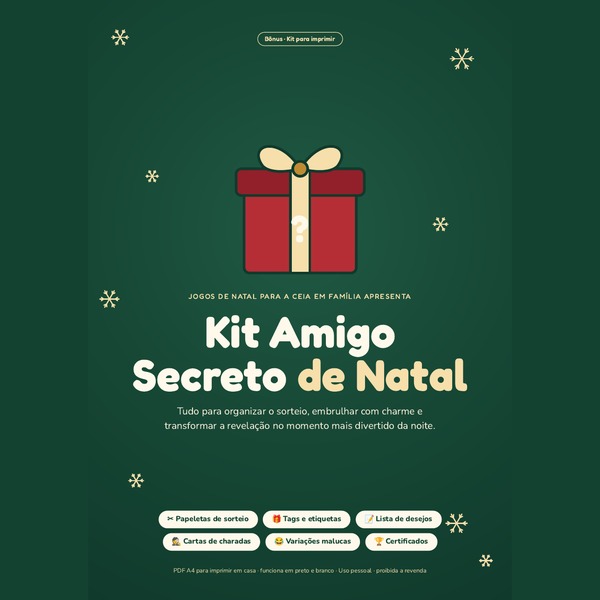 Bônus · Kit para imprimir
?
JOGOS DE NATAL PARA A CEIA EM FAMÍLIA APRESENTA
Kit Amigo
Secreto de Natal
Tudo para organizar o sorteio, embrulhar com charme e
transformar a revelação no momento mais divertido da noite.
✂ Papeletas de sorteio 🎁 Tags e etiquetas 📝 Lista de desejos
🕵️ Cartas de charadas 😂 Variações malucas 🏆 Certificados
PDF A4 para imprimir em casa · funciona em preto e branco · Uso pessoal · proibida a revenda